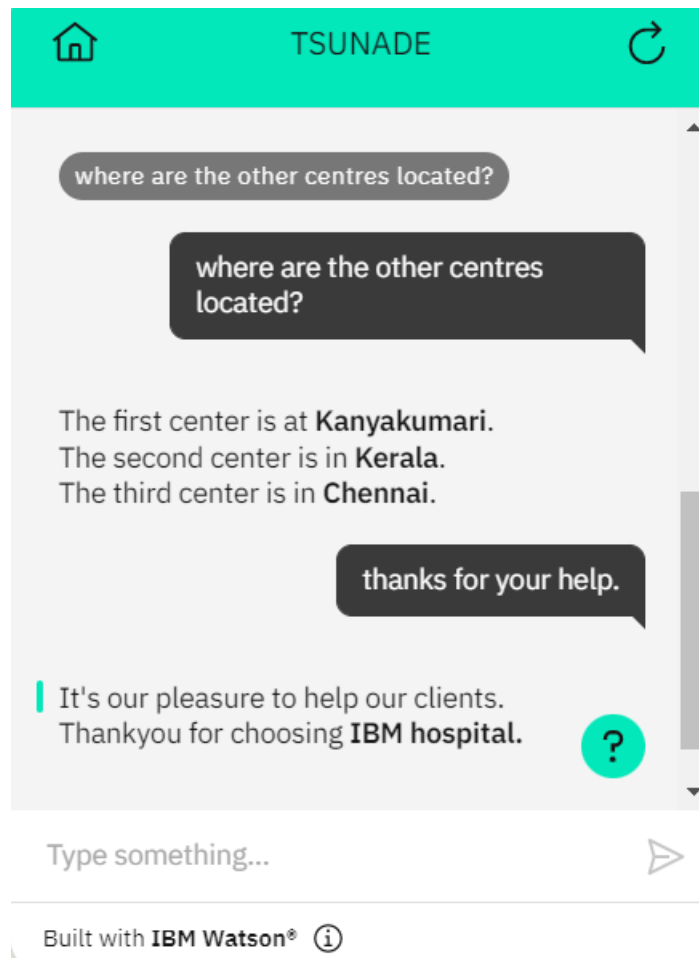 TSUNADE
where are the other centres located?
where are the other centres
located?
The first center is at Kanyakumari.
The second center is in Kerala.
The third center is in Chennai.
thanks for your help.
It's our pleasure to help our clients.
Thankyou for choosing IBM hospital.
?
Type something...
Built with IBM Watson®